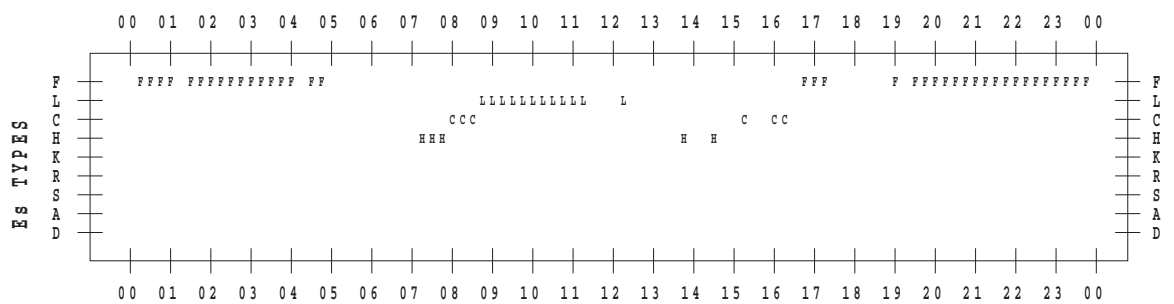 00 01 02 03 04 05 06 07 08 09 10 11 12 13 14 15 16 17 18 19 20 21 22 23 00
F FFFF FFFFFFFFFFF FF FFF F FFFFFFFFFFFFFFFFFF F
L LLLLLLLLLLL L L
C CCC C CC C
H HHH H H H
K K
R R
S S
A A
D D
Es TYPES
00 01 02 03 04 05 06 07 08 09 10 11 12 13 14 15 16 17 18 19 20 21 22 23 00